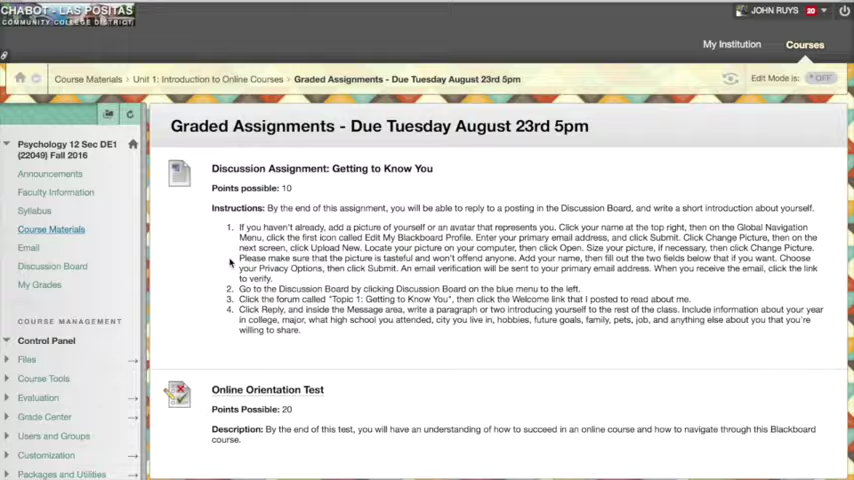 CHABOT - LAS POSITAS
COMMUNITY COLLEGE DISTRICT
JOHN RUYS 20
My Institution Courses
Course Materials › Unit 1: Introduction to Online Courses › Graded Assignments - Due Tuesday August 23rd 5pm
Edit Mode is: OFF
Psychology 12 Sec DE1
(22049) Fall 2016
Announcements
Faculty Information
Syllabus
Course Materials
Email
Discussion Board
My Grades
COURSE MANAGEMENT
Control Panel
Files
Course Tools
Evaluation
Grade Center
Users and Groups
Customization
Packages and Utilities
Graded Assignments - Due Tuesday August 23rd 5pm
Discussion Assignment: Getting to Know You
Points possible: 10
Instructions: By the end of this assignment, you will be able to reply to a posting in the Discussion Board, and write a short introduction about yourself.
1. If you haven't already, add a picture of yourself or an avatar that represents you. Click your name at the top right, then on the Global Navigation
Menu, click the first icon called Edit My Blackboard Profile. Enter your primary email address, and click Submit. Click Change Picture, then on the
next screen, click Upload New. Locate your picture on your computer, then click Open. Size your picture, if necessary, then click Change Picture.
Please make sure that the picture is tasteful and won't offend anyone. Add your name, then fill out the two fields below that if you want. Choose
your Privacy Options, then click Submit. An email verification will be sent to your primary email address. When you receive the email, click the link
to verify.
2. Go to the Discussion Board by clicking Discussion Board on the blue menu to the left.
3. Click the forum called "Topic 1: Getting to Know You", then click the Welcome link that I posted to read about me.
4. Click Reply, and inside the Message area, write a paragraph or two introducing yourself to the rest of the class. Include information about your year
in college, major, what high school you attended, city you live in, hobbies, future goals, family, pets, job, and anything else about you that you're
willing to share.
Online Orientation Test
Points Possible: 20
Description: By the end of this test, you will have an understanding of how to succeed in an online course and how to navigate through this Blackboard
course.